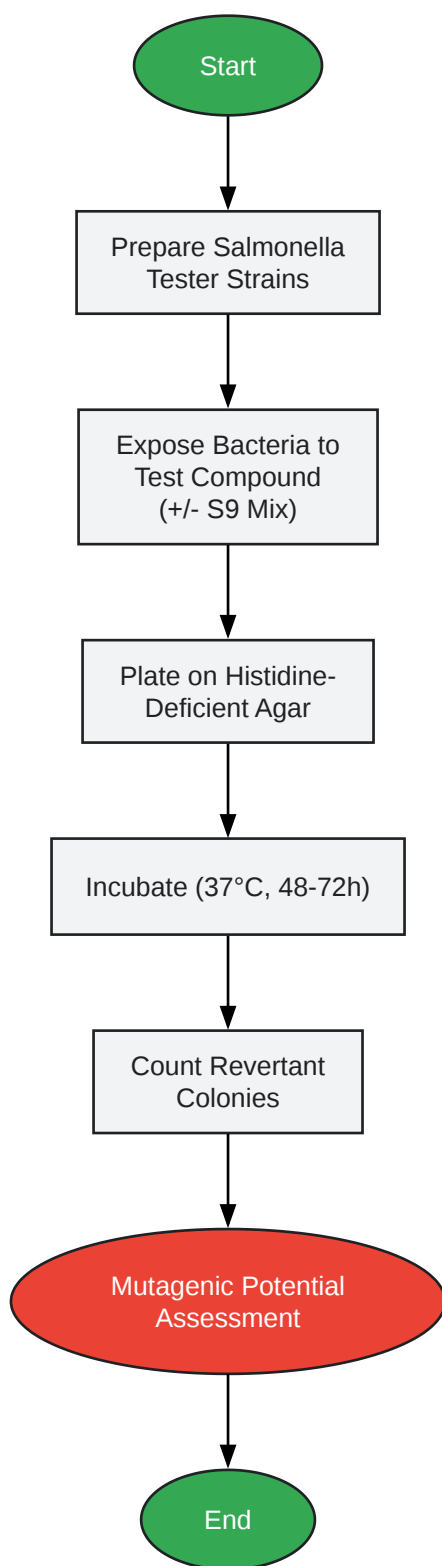 Start
Prepare Salmonella
Tester Strains
Expose Bacteria to
Test Compound
(+/- S9 Mix)
Plate on Histidine-
Deficient Agar
Incubate (37°C, 48-72h)
Count Revertant
Colonies
Mutagenic Potential
Assessment
End